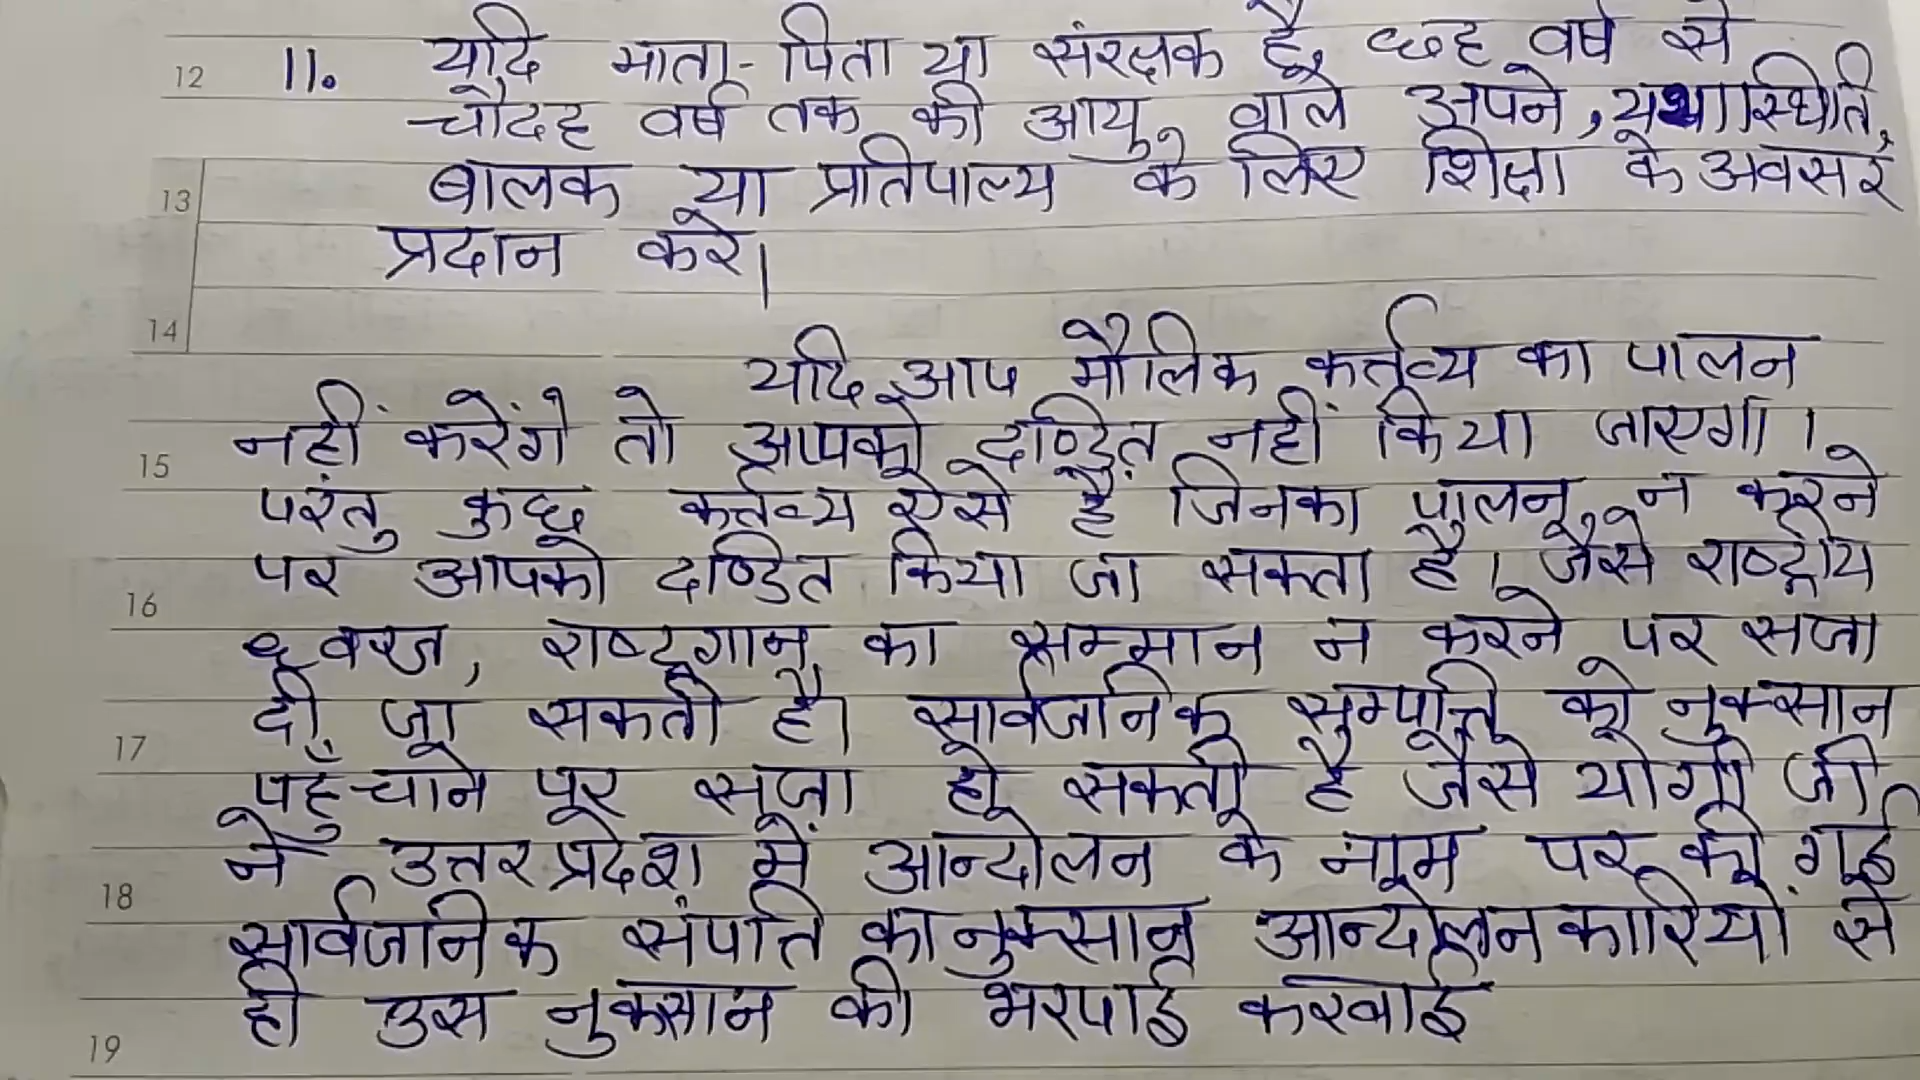 12 11. यदि माता-पिता या संरक्षक है, छह वर्ष से
चौदह वर्ष तक की आयु वाले अपने, यथास्थिति,
13 बालक या प्रतिपाल्य के लिए शिक्षा के अवसर
प्रदान करे।
14
यदि आप मौलिक कर्तव्य का पालन
15 नहीं करेंगे तो आपको दण्डित नहीं किया जाएगा।
परंतु कुछ कर्तव्य ऐसे हैं जिनका पालन न करने
16 पर आपको दण्डित किया जा सकता है। जैसे राष्ट्रीय
ध्वज, राष्ट्रगान का सम्मान न करने पर सजा
17 दी जा सकती है। सार्वजनिक सम्पत्ति को नुक्सान
पहुँचाने पर सजा हो सकती है जैसे योगी जी
18 ने उत्तरप्रदेश में आन्दोलन के नाम पर की गई
सार्वजनिक संपत्ति का नुक्सान आन्दोलनकारियों से
19 ही उस नुकसान की भरपाई करवाई